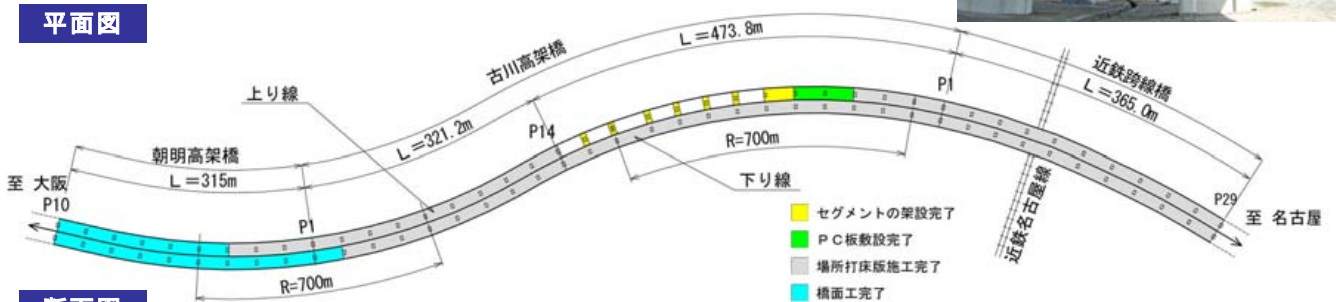 平面図
古川高架橋
L=473.8m
L=321.2m
上り線
朝明高架橋
L=315m
至 大阪
P10
P1
R=700m
P14
R=700m
下り線
P1
近鉄跨線橋
L=365.0m
P29
至 名古屋
近鉄名古屋線
セグメントの架設完了
PC板敷設完了
場所打床版施工完了
橋面工完了